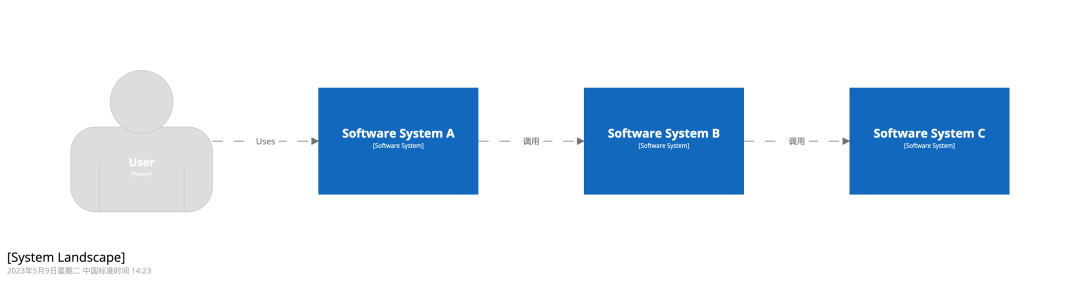 User
[Person]
Uses
Software System A
[Software System]
调用
Software System B
[Software System]
调用
Software System C
[Software System]
[System Landscape]
2023年5月9日星期二 中国标准时间 14:23